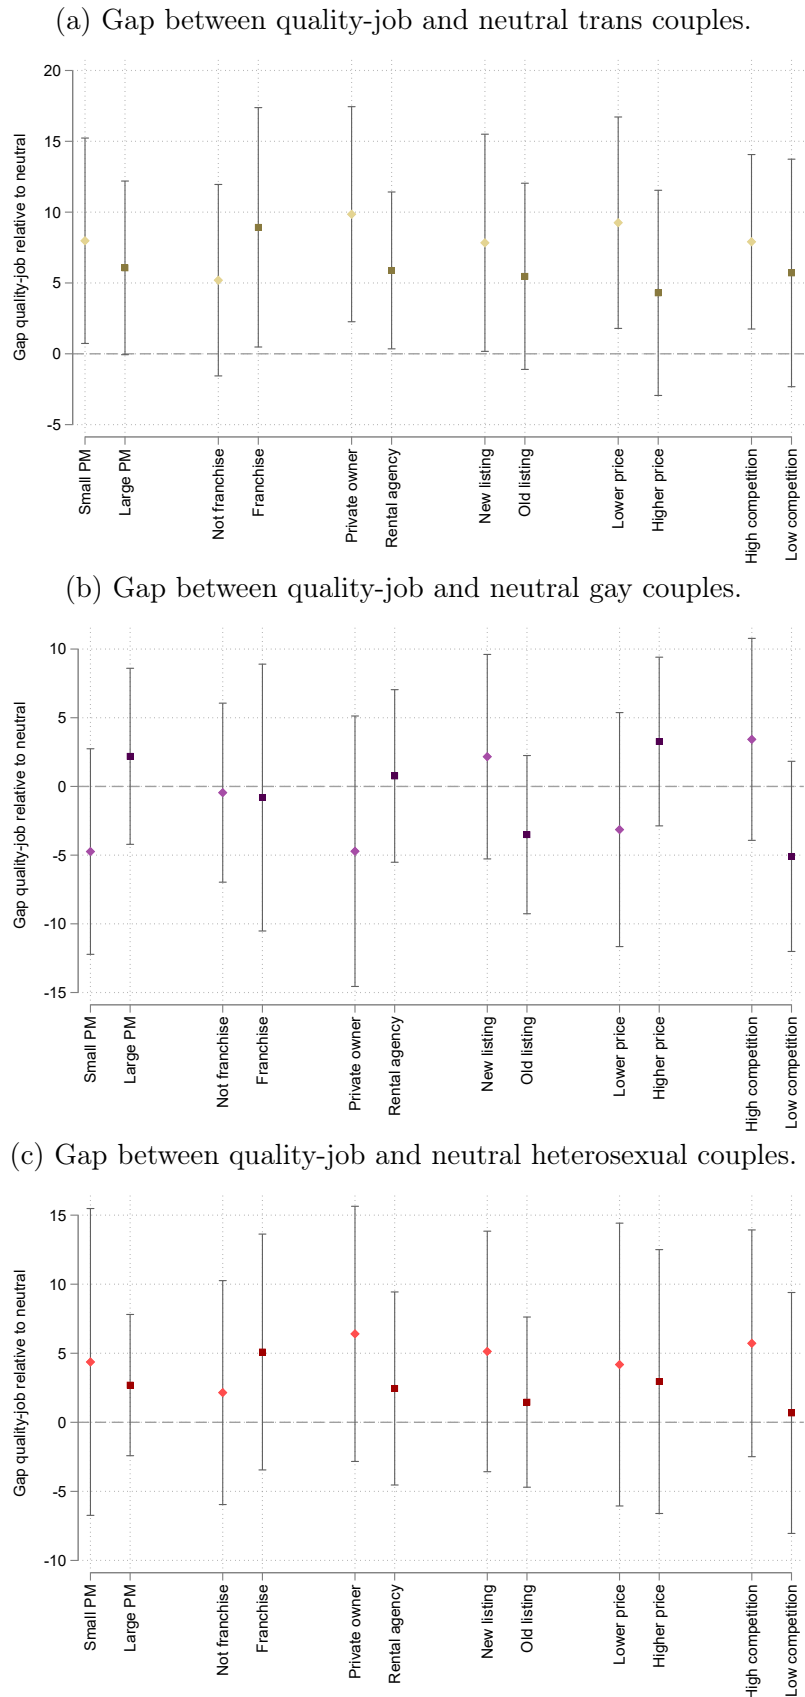 (a) Gap between quality-job and neutral trans couples.
Gap quality-job relative to neutral
20
15
10
5
0
-5
Small PM
Large PM
Not franchise
Franchise
Private owner
Rental agency
New listing
Old listing
Lower price
Higher price
High competition
Low competition
(b) Gap between quality-job and neutral gay couples.
Gap quality-job relative to neutral
10
5
0
-5
-10
-15
Small PM
Large PM
Not franchise
Franchise
Private owner
Rental agency
New listing
Old listing
Lower price
Higher price
High competition
Low competition
(c) Gap between quality-job and neutral heterosexual couples.
Gap quality-job relative to neutral
15
10
5
0
-5
-10
Small PM
Large PM
Not franchise
Franchise
Private owner
Rental agency
New listing
Old listing
Lower price
Higher price
High competition
Low competition